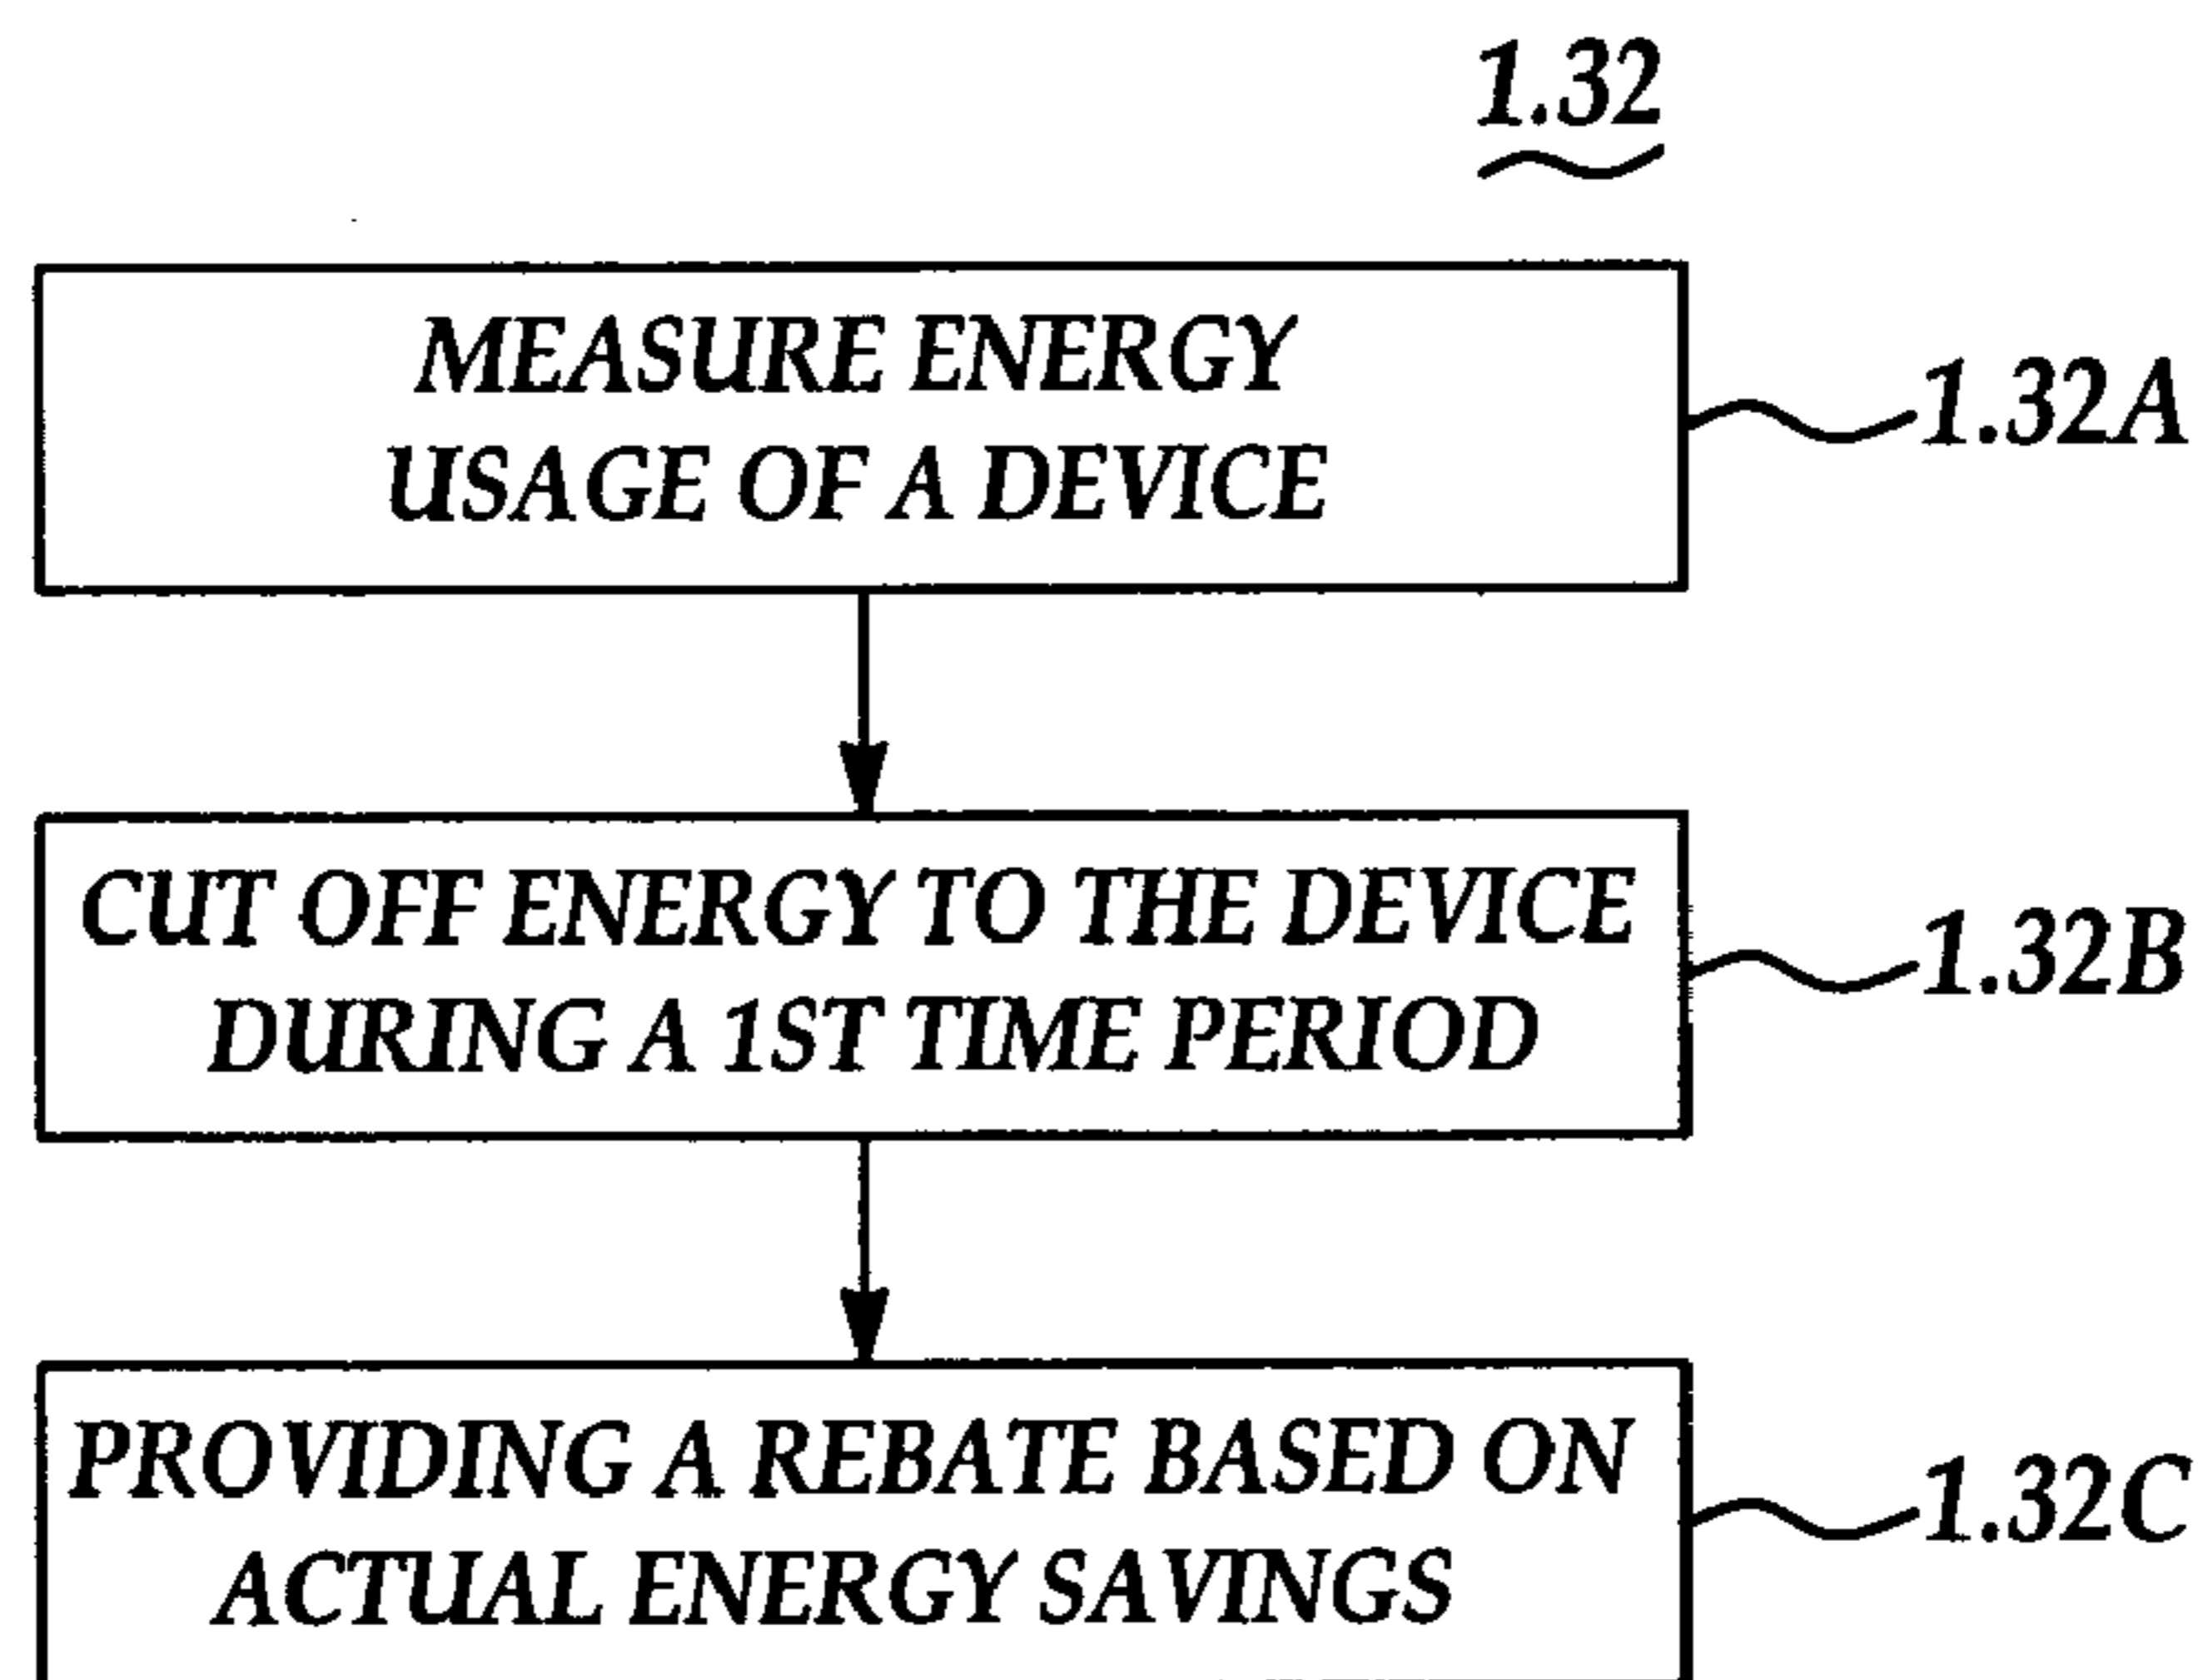 1.32
MEASURE ENERGY
USAGE OF A DEVICE
1.32A
CUT OFF ENERGY TO THE DEVICE
DURING A 1ST TIME PERIOD
1.32B
PROVIDING A REBATE BASED ON
ACTUAL ENERGY SAVINGS
1.32C